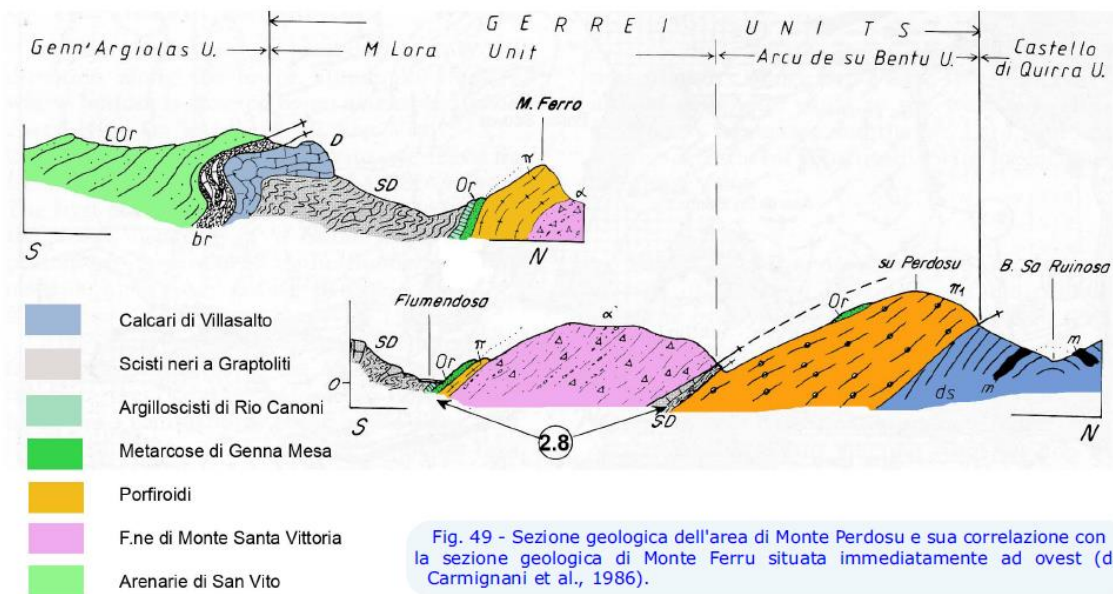 G E R R E I U N I T S
Genn'Argiolas U.
M Lora Unit
Arcu de su Bentu U.
Castello di Quirra U.
M. Ferro
COr
D
SD
Or
π
α
br
S
N
su Perdosu
B. Sa Ruinosa
Flumendosa
SD
Or
π
α
Or
π1
m
O
SD
ds
m
S
N
2.8
Calcari di Villasalto
Scisti neri a Graptoliti
Argilloscisti di Rio Canoni
Metarcose di Genna Mesa
Porfiroidi
F.ne di Monte Santa Vittoria
Arenarie di San Vito
Fig. 49 - Sezione geologica dell'area di Monte Perdosu e sua correlazione con
la sezione geologica di Monte Ferru situata immediatamente ad ovest (d
Carmignani et al., 1986).